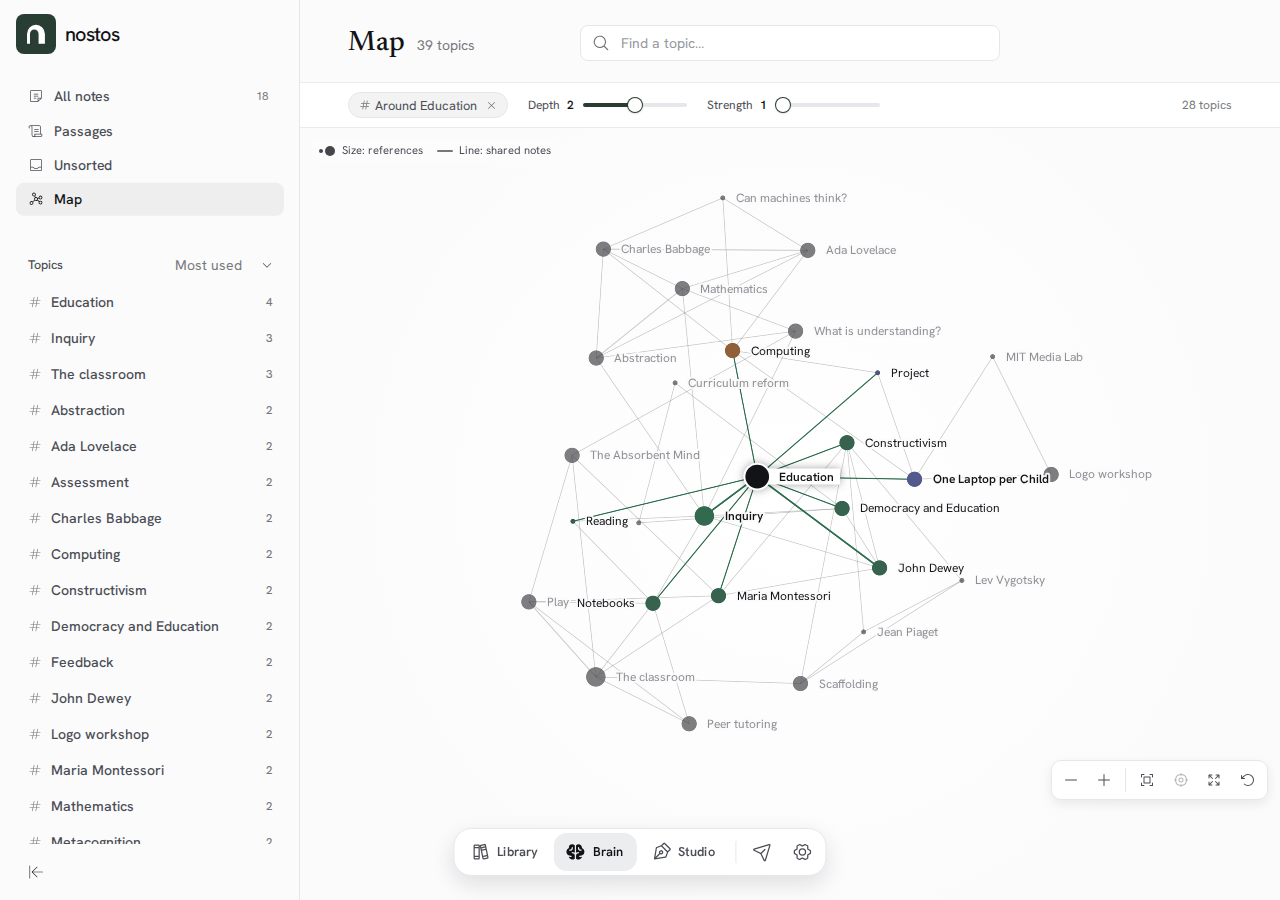 nostos
All notes 18
Passages
Unsorted
Map
Topics Most used
# Education 4
# Inquiry 3
# The classroom 3
# Abstraction 2
# Ada Lovelace 2
# Assessment 2
# Charles Babbage 2
# Computing 2
# Constructivism 2
# Democracy and Education 2
# Feedback 2
# John Dewey 2
# Logo workshop 2
# Maria Montessori 2
# Mathematics 2
# Metacognition 2
Map 39 topics
Find a topic...
# Around Education
Depth 2
Strength 1
28 topics
Size: references
Line: shared notes
Can machines think?
Charles Babbage
Ada Lovelace
Mathematics
What is understanding?
Computing
Abstraction
MIT Media Lab
Project
Curriculum reform
Constructivism
The Absorbent Mind
Logo workshop
Education
One Laptop per Child
Democracy and Education
Inquiry
Reading
John Dewey
Lev Vygotsky
Maria Montessori
Play
Notebooks
Jean Piaget
The classroom
Scaffolding
Peer tutoring
Library
Brain
Studio